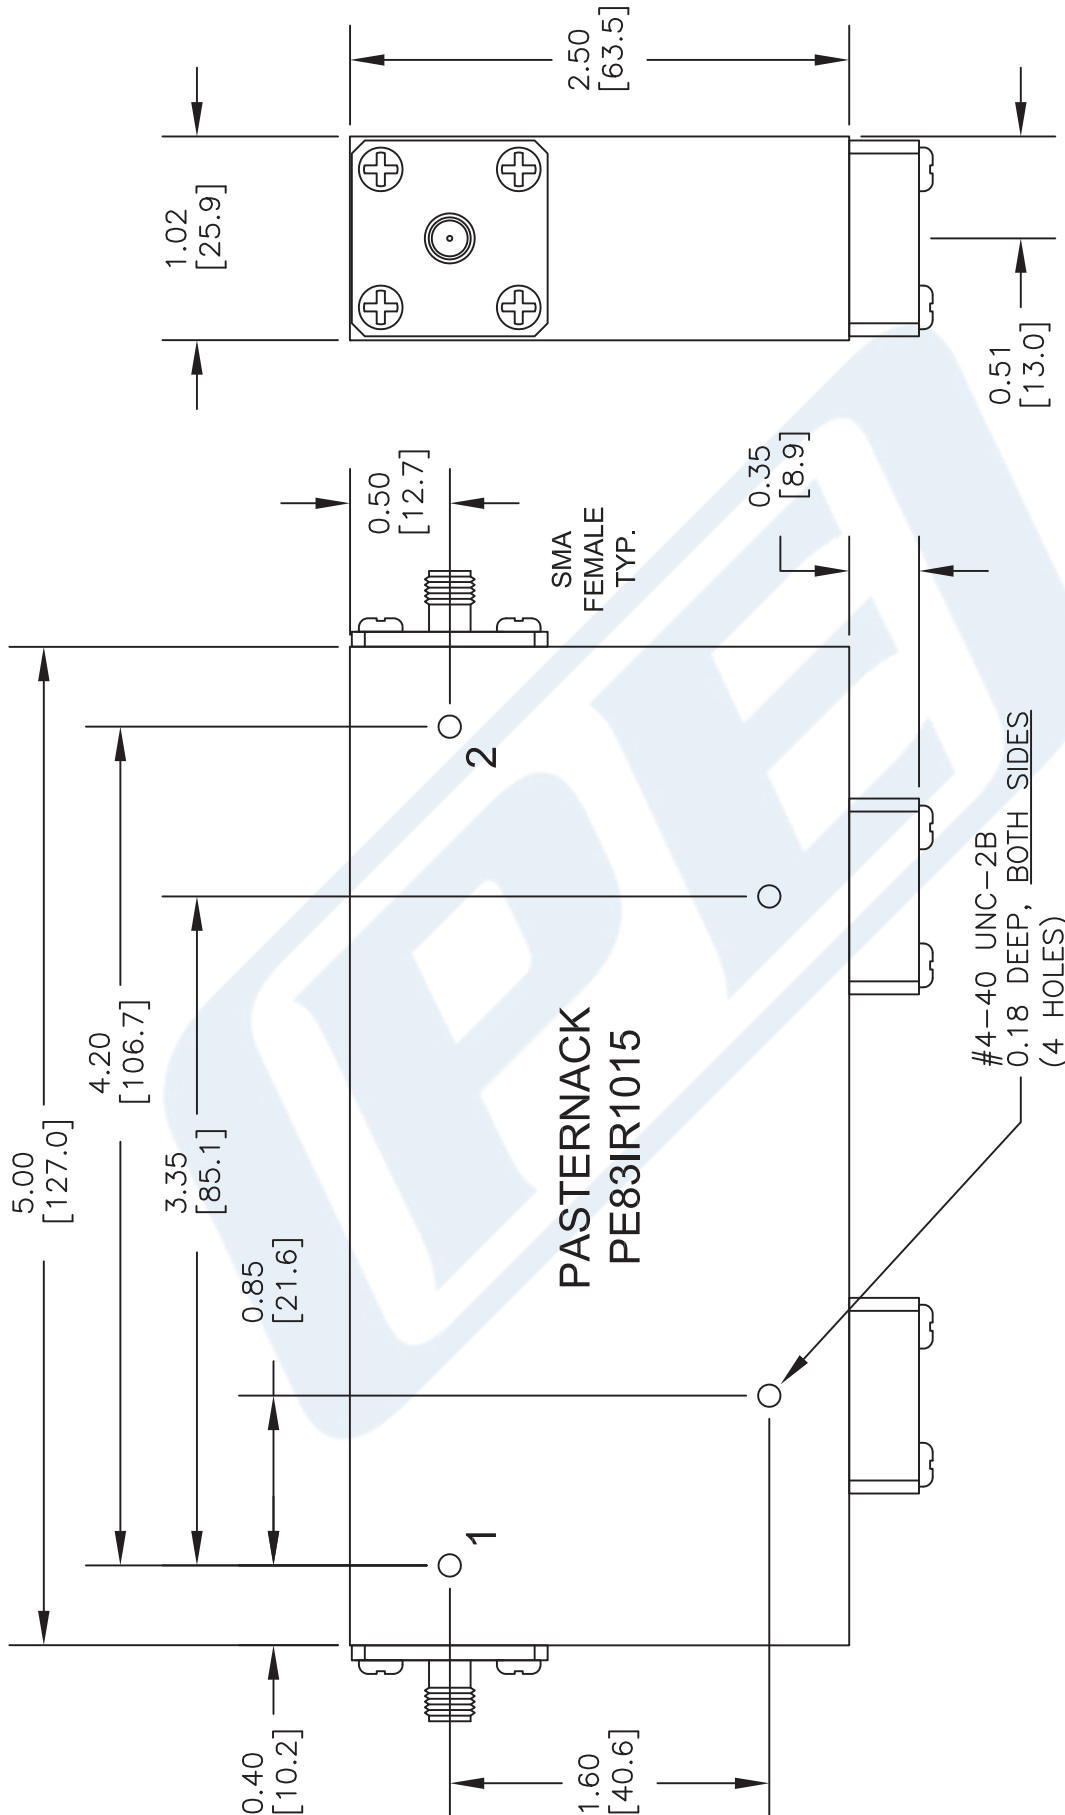 5.00
[127.0]
4.20
[106.7]
3.35
[85.1]
0.85
[21.6]
0.40
[10.2]
1.60
[40.6]
1
2
PASTERNACK
PE83IR1015
0.50
[12.7]
SMA
FEMALE
TYP.
0.35
[8.9]
#4-40 UNC-2B
0.18 DEEP, BOTH SIDES
(4 HOLES)
1.02
[25.9]
2.50
[63.5]
0.51
[13.0]
PE